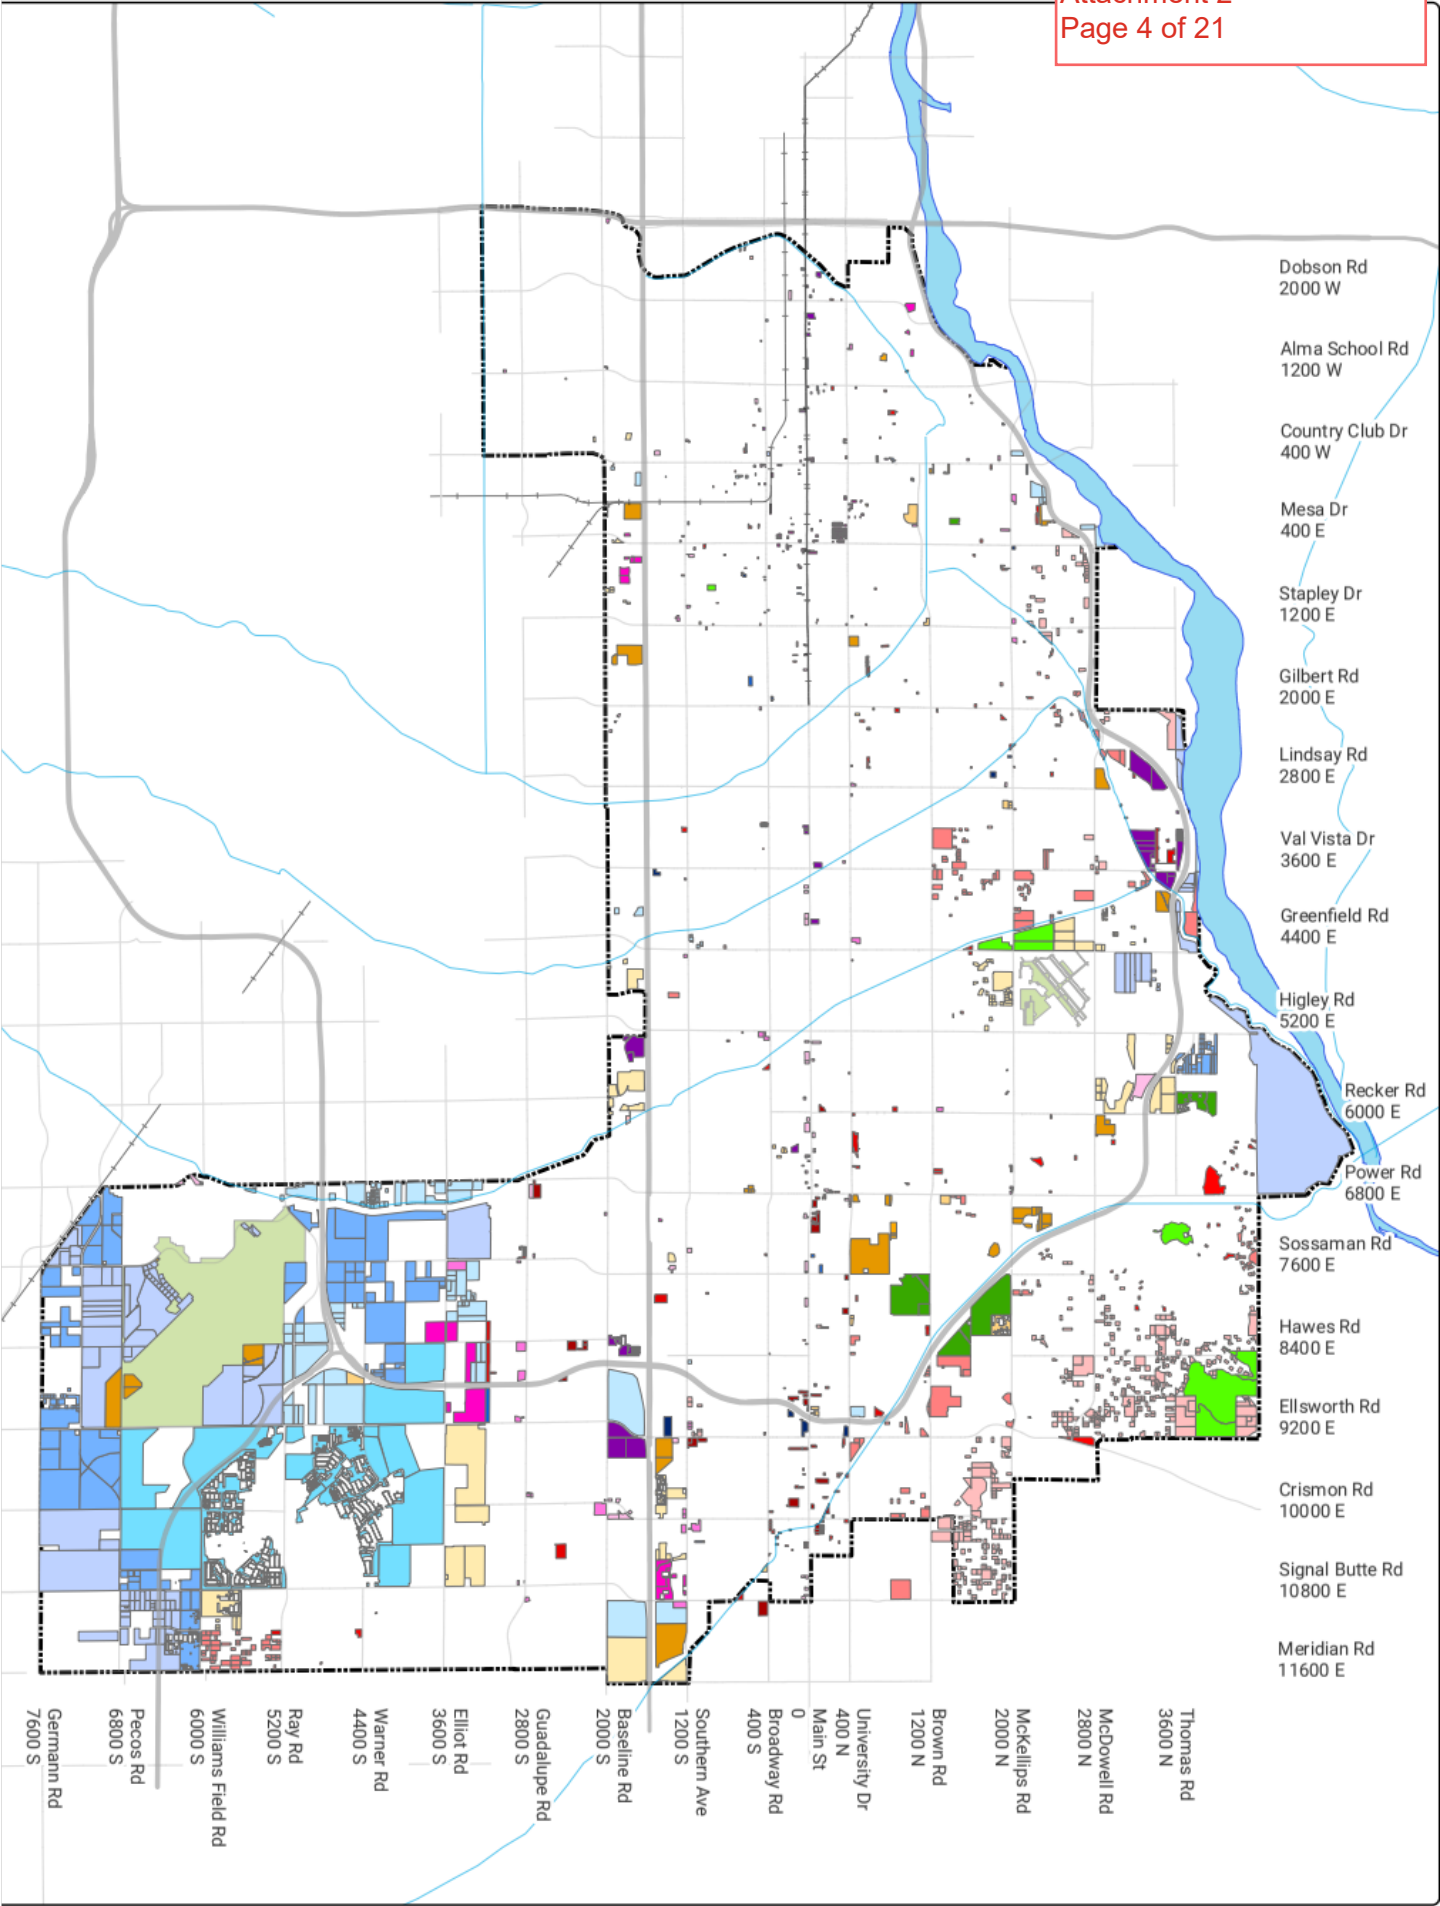 Attachment 2
Page 4 of 21
Dobson Rd
2000 W
Alma School Rd
1200 W
Country Club Dr
400 W
Mesa Dr
400 E
Stapley Dr
1200 E
Gilbert Rd
2000 E
Lindsay Rd
2800 E
Val Vista Dr
3600 E
Greenfield Rd
4400 E
Higley Rd
5200 E
Recker Rd
6000 E
Power Rd
6800 E
Sossaman Rd
7600 E
Hawes Rd
8400 E
Ellsworth Rd
9200 E
Crismon Rd
10000 E
Signal Butte Rd
10800 E
Meridian Rd
11600 E
Thomas Rd
3600 N
McDowell Rd
2800 N
McKellips Rd
2000 N
Brown Rd
1200 N
University Dr
400 N
Main St
0
Broadway Rd
400 S
Southern Ave
1200 S
Baseline Rd
2000 S
Guadalupe Rd
2800 S
Elliot Rd
3600 S
Warner Rd
4400 S
Ray Rd
5200 S
Williams Field Rd
6000 S
Pecos Rd
6800 S
Germann Rd
7600 S